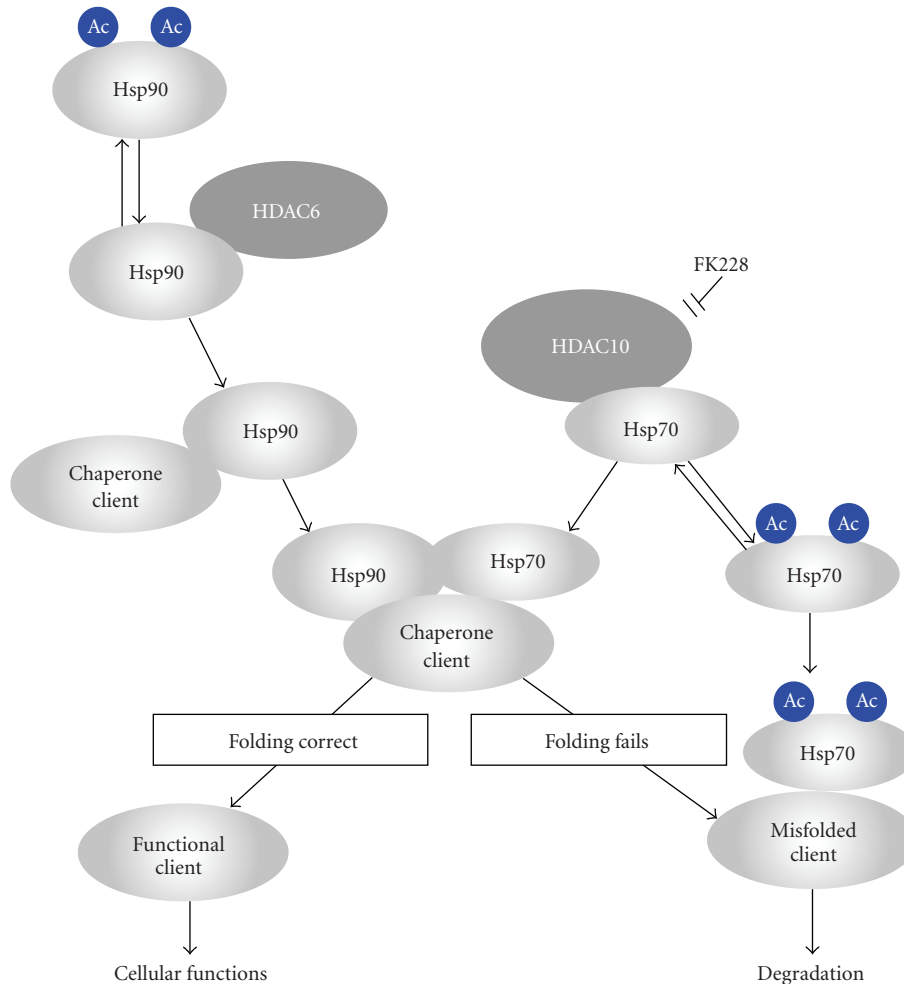 Ac
Ac
Hsp90
HDAC6
Hsp90
FK228
HDAC10
Hsp90
Hsp70
Chaperone
client
Ac
Ac
Hsp90
Hsp70
Hsp70
Chaperone
client
Ac
Ac
Folding correct
Folding fails
Hsp70
Functional
client
Misfolded
client
Cellular functions
Degradation